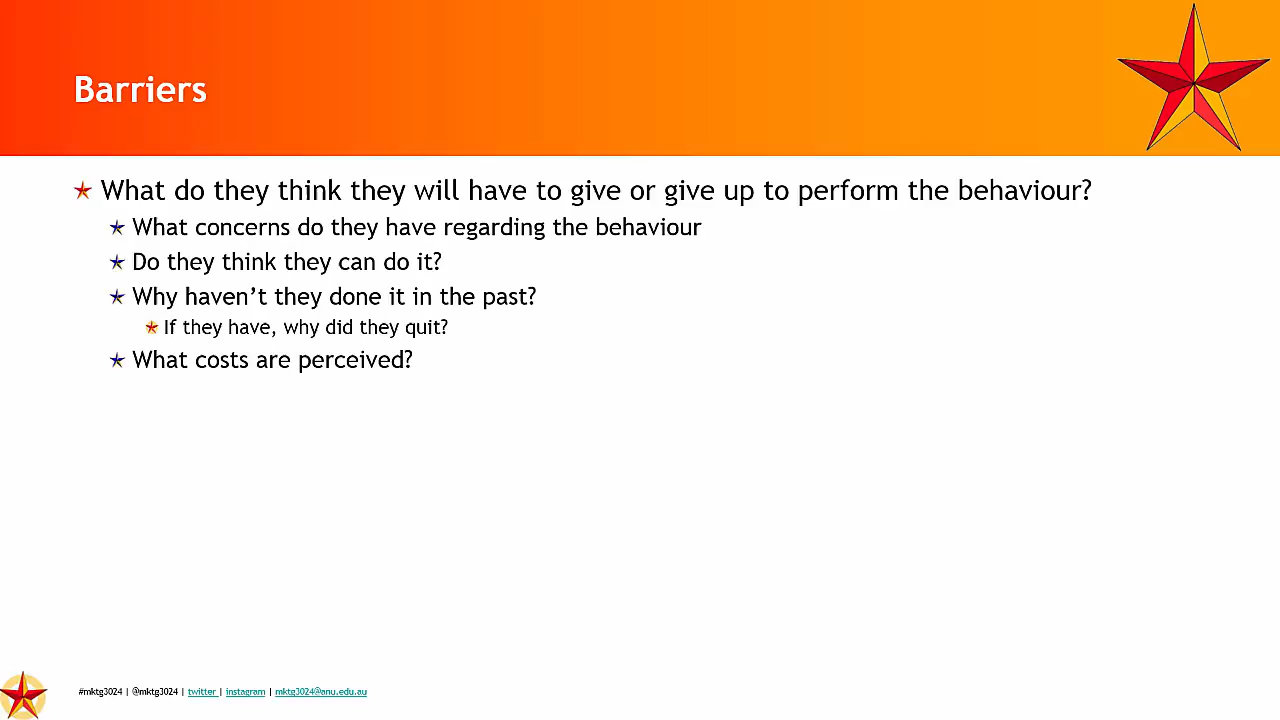 Barriers
What do they think they will have to give or give up to perform the behaviour?
What concerns do they have regarding the behaviour
Do they think they can do it?
Why haven’t they done it in the past?
If they have, why did they quit?
What costs are perceived?
#mktg3024 | @mktg3024 | twitter | instagram | mktg3024@anu.edu.au